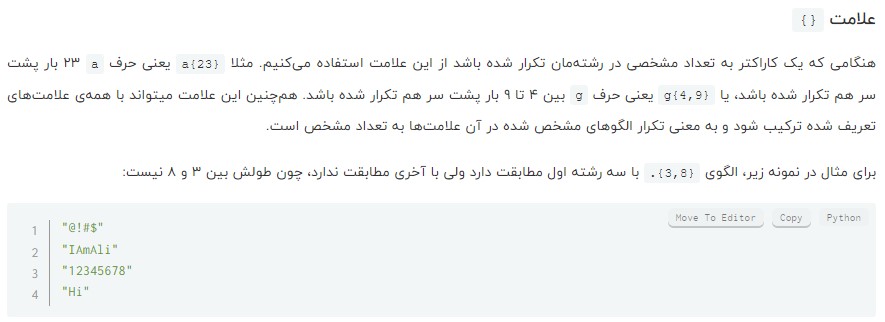 علامت {}
هنگامی که یک کاراکتر به تعداد مشخصی در رشته‌مان تکرار شده باشد از این علامت استفاده می‌کنیم. مثلا a{23} یعنی حرف a ۲۳ بار پشت
سر هم تکرار شده باشد، یا g{4,9} یعنی حرف g بین ۴ تا ۹ بار پشت سر هم تکرار شده باشد. هم‌چنین این علامت میتواند با همه‌ی علامت‌های
تعریف شده ترکیب شود و به معنی تکرار الگوهای مشخص شده در آن علامت‌ها به تعداد مشخص است.
برای مثال در نمونه زیر، الگوی .{3,8} با سه رشته اول مطابقت دارد ولی با آخری مطابقت ندارد، چون طولش بین ۳ و ۸ نیست:
Move To Editor Copy Python
1 "@!#$"
2 "IAmAli"
3 "12345678"
4 "Hi"